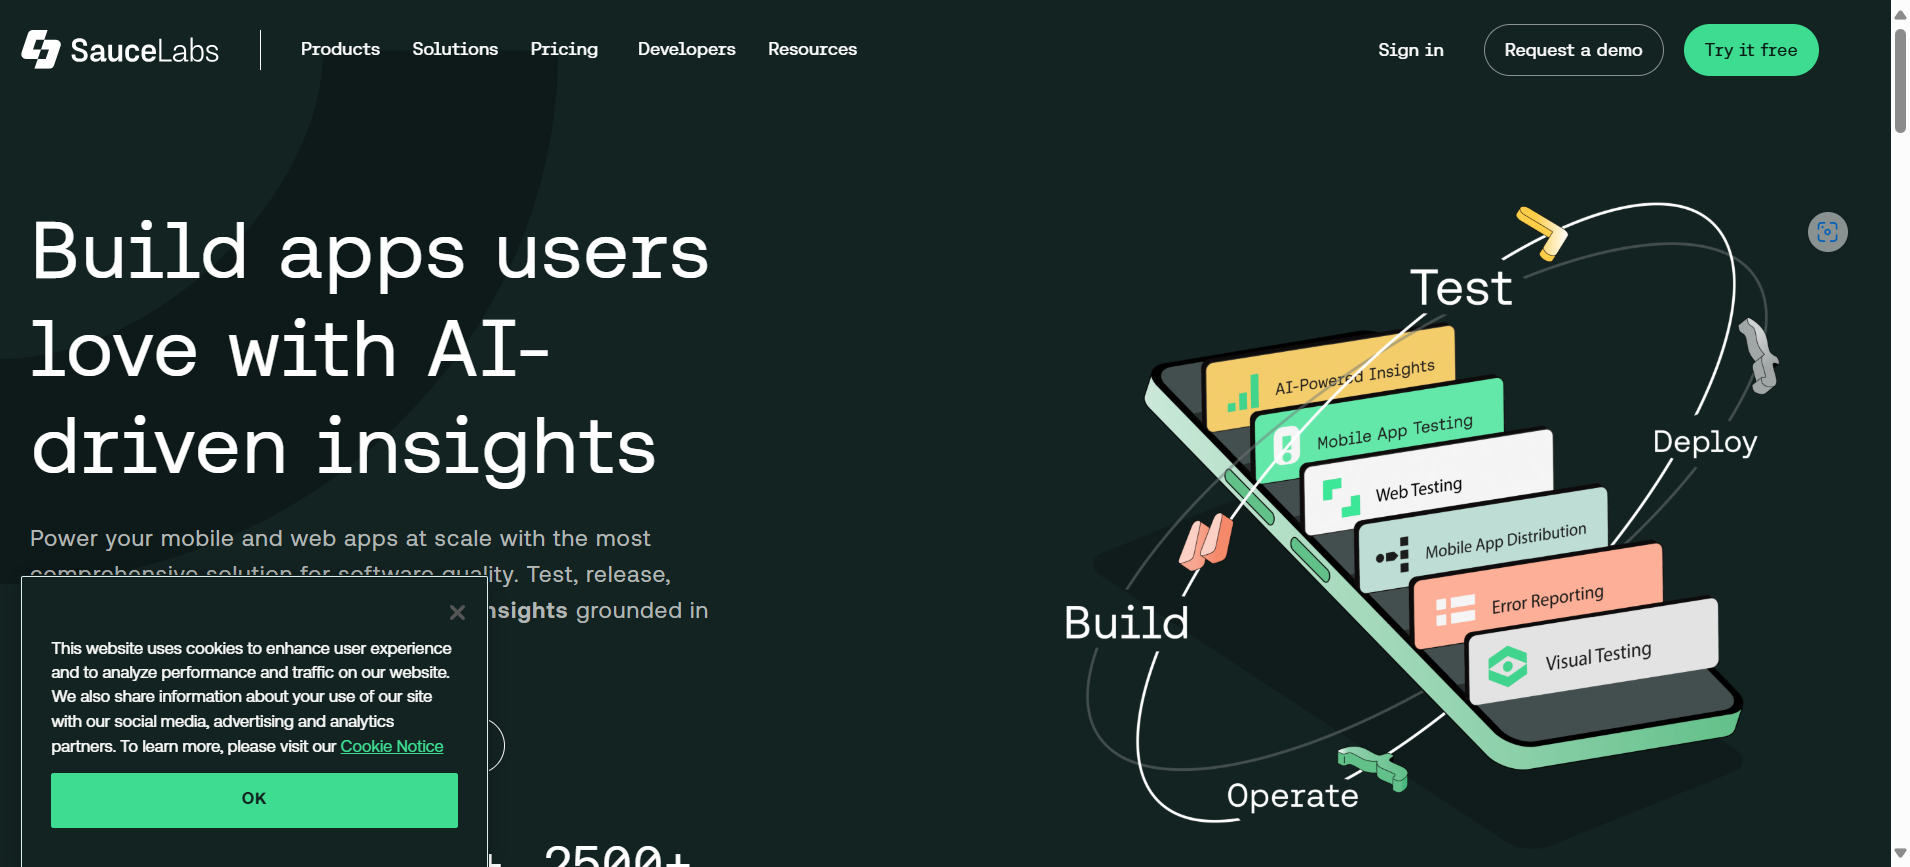 SauceLabs
Products
Solutions
Pricing
Developers
Resources
Sign in
Request a demo
Try it free
Build apps users
love with AI-
driven insights
Power your mobile and web apps at scale with the most
comprehensive solution for software quality. Test, release,
insights grounded in
This website uses cookies to enhance user experience
and to analyze performance and traffic on our website.
We also share information about your use of our site
with our social media, advertising and analytics
partners. To learn more, please visit our Cookie Notice
OK
2500+
Test
AI-Powered Insights
Mobile App Testing
Web Testing
Mobile App Distribution
Error Reporting
Visual Testing
Deploy
Build
Operate